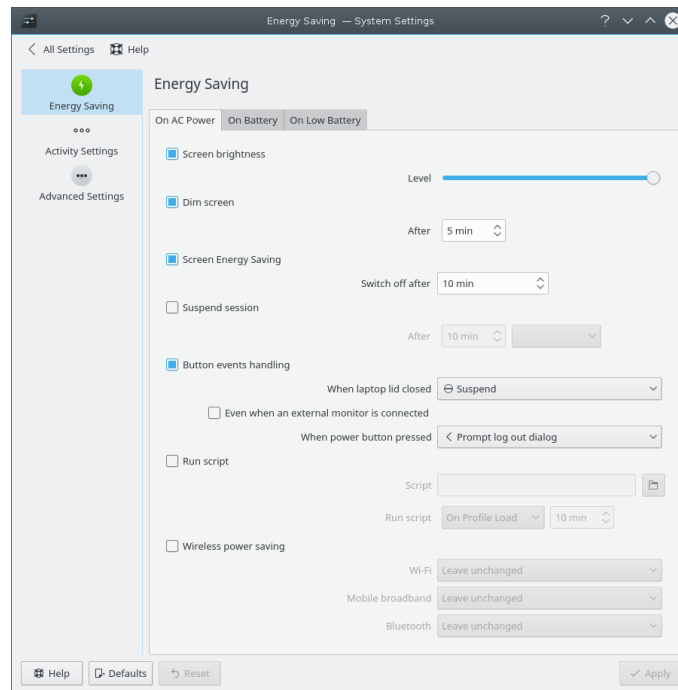 Energy Saving — System Settings
All Settings Help
Energy Saving
Activity Settings
Advanced Settings
Energy Saving
On AC Power On Battery On Low Battery
Screen brightness
Level
Dim screen
After 5 min
Screen Energy Saving
Switch off after 10 min
Suspend session
After 10 min
Button events handling
When laptop lid closed Suspend
Even when an external monitor is connected
When power button pressed Prompt log out dialog
Run script
Script
Run script On Profile Load 10 min
Wireless power saving
Wi-Fi Leave unchanged
Mobile broadband Leave unchanged
Bluetooth Leave unchanged
Help Defaults Reset Apply